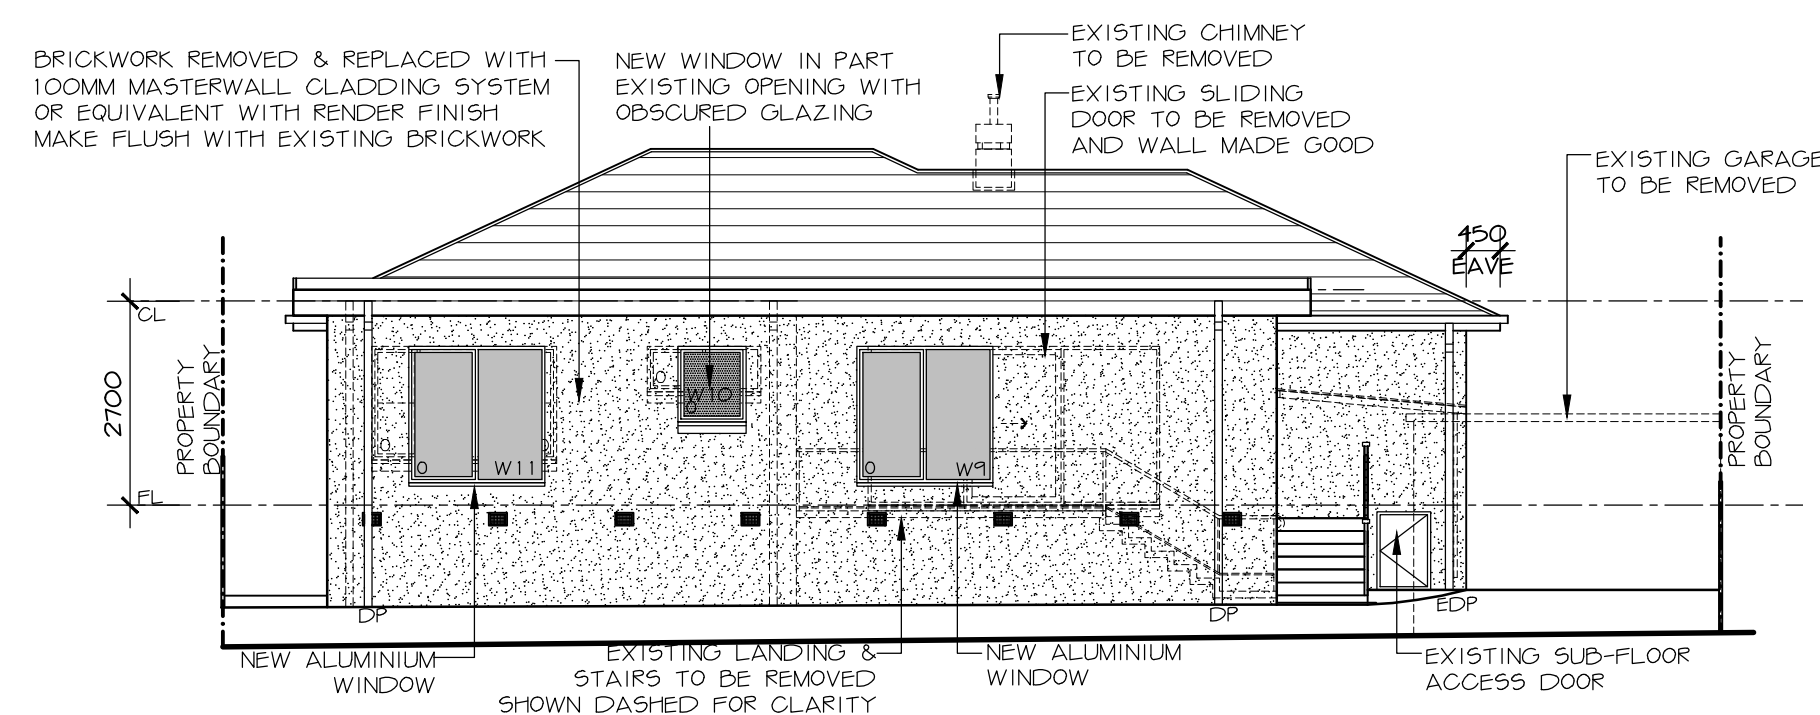 BRICKWORK REMOVED & REPLACED WITH
100MM MASTERWALL CLADDING SYSTEM
OR EQUIVALENT WITH RENDER FINISH
MAKE FLUSH WITH EXISTING BRICKWORK
NEW WINDOW IN PART
EXISTING OPENING WITH
OBSCURED GLAZING
EXISTING CHIMNEY
TO BE REMOVED
EXISTING SLIDING
DOOR TO BE REMOVED
AND WALL MADE GOOD
EXISTING GARAGE
TO BE REMOVED
450
EAVE
CL
2700
FL
PROPERTY
BOUNDARY
PROPERTY
BOUNDARY
O
O
O
W11
O
W10
O
O
W9
DP
DP
EDP
NEW ALUMINIUM
WINDOW
EXISTING LANDING &
STAIRS TO BE REMOVED
SHOWN DASHED FOR CLARITY
NEW ALUMINIUM
WINDOW
EXISTING SUB-FLOOR
ACCESS DOOR